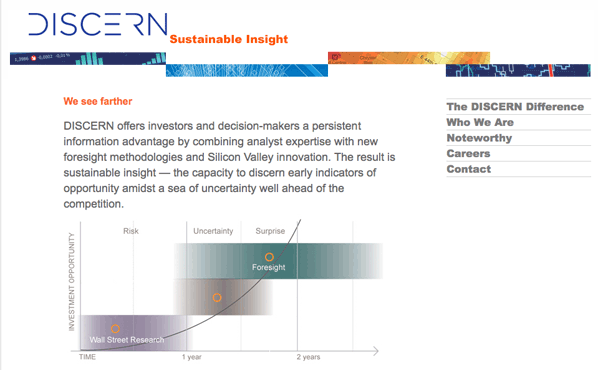 DISCERN
Sustainable Insight
We see farther
DISCERN offers investors and decision-makers a persistent
information advantage by combining analyst expertise with new
foresight methodologies and Silicon Valley innovation. The result is
sustainable insight — the capacity to discern early indicators of
opportunity amidst a sea of uncertainty well ahead of the
competition.
The DISCERN Difference
Who We Are
Noteworthy
Careers
Contact
Risk Uncertainty Surprise
INVESTMENT OPPORTUNITY
Foresight
Wall Street Research
TIME 1 year 2 years